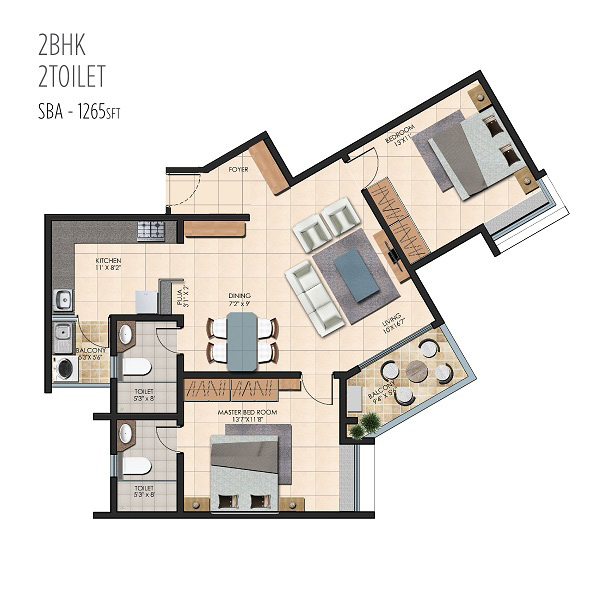 2BHK
2TOILET
SBA - 1265SFT
BEDROOM
13'X11'
FOYER
KITCHEN
11' X 8'2"
PUJA
3'1" X 2'
DINING
7'2" x 9'
LIVING
10'X16'7"
BALCONY
6'3"X 5'6"
BALCONY
9'4" X 5'6"
TOILET
5'3" x 8'
MASTER BED ROOM
13'7"X11'8"
TOILET
5'3" x 8'